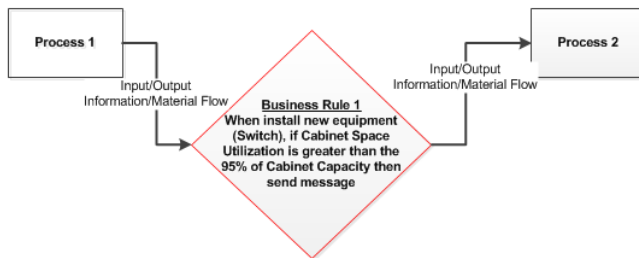 Process 1
Process 2
Input/Output
Information/Material Flow
Input/Output
Information/Material Flow
Business Rule 1
When install new equipment
(Switch), if Cabinet Space
Utilization is greater than the
95% of Cabinet Capacity then
send message